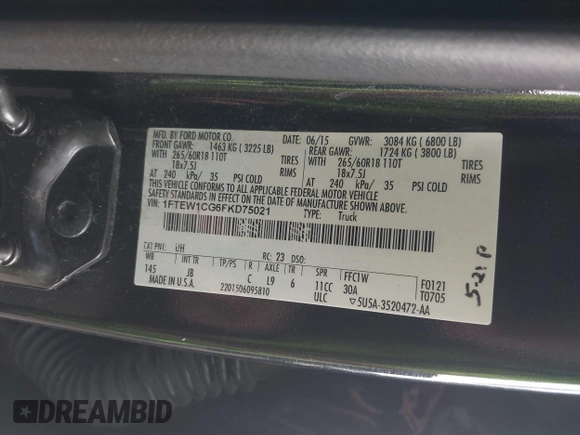 MFD. BY FORD MOTOR CO.
DATE: 06/15 GVWR: 3084 KG ( 6800 LB)
FRONT GAWR: 1463 KG ( 3225 LB) REAR GAWR: 1724 KG ( 3800 LB)
WITH 265/60R18 110T TIRES WITH 265/60R18 110T TIRES
18x7.5J RIMS 18x7.5J RIMS
AT 240 kPa/ 35 PSI COLD AT 240 kPa/ 35 PSI COLD
THIS VEHICLE CONFORMS TO ALL APPLICABLE FEDERAL MOTOR VEHICLE
SAFETY STANDARDS IN EFFECT ON THE DATE OF MANUFACTURE SHOWN ABOVE.
VIN: 1FTEW1CG6FKD75021
TYPE: Truck
EXT PNT: UH RC: 23 DSO:
WB TP/PS R AXLE TR SPR FFC1W F0121
145 JB C L9 6 11CC 30A T0705
MADE IN U.S.A. 2201506095810 ULC ▽5U5A-3520472-AA
5-21 P
DREAMBID